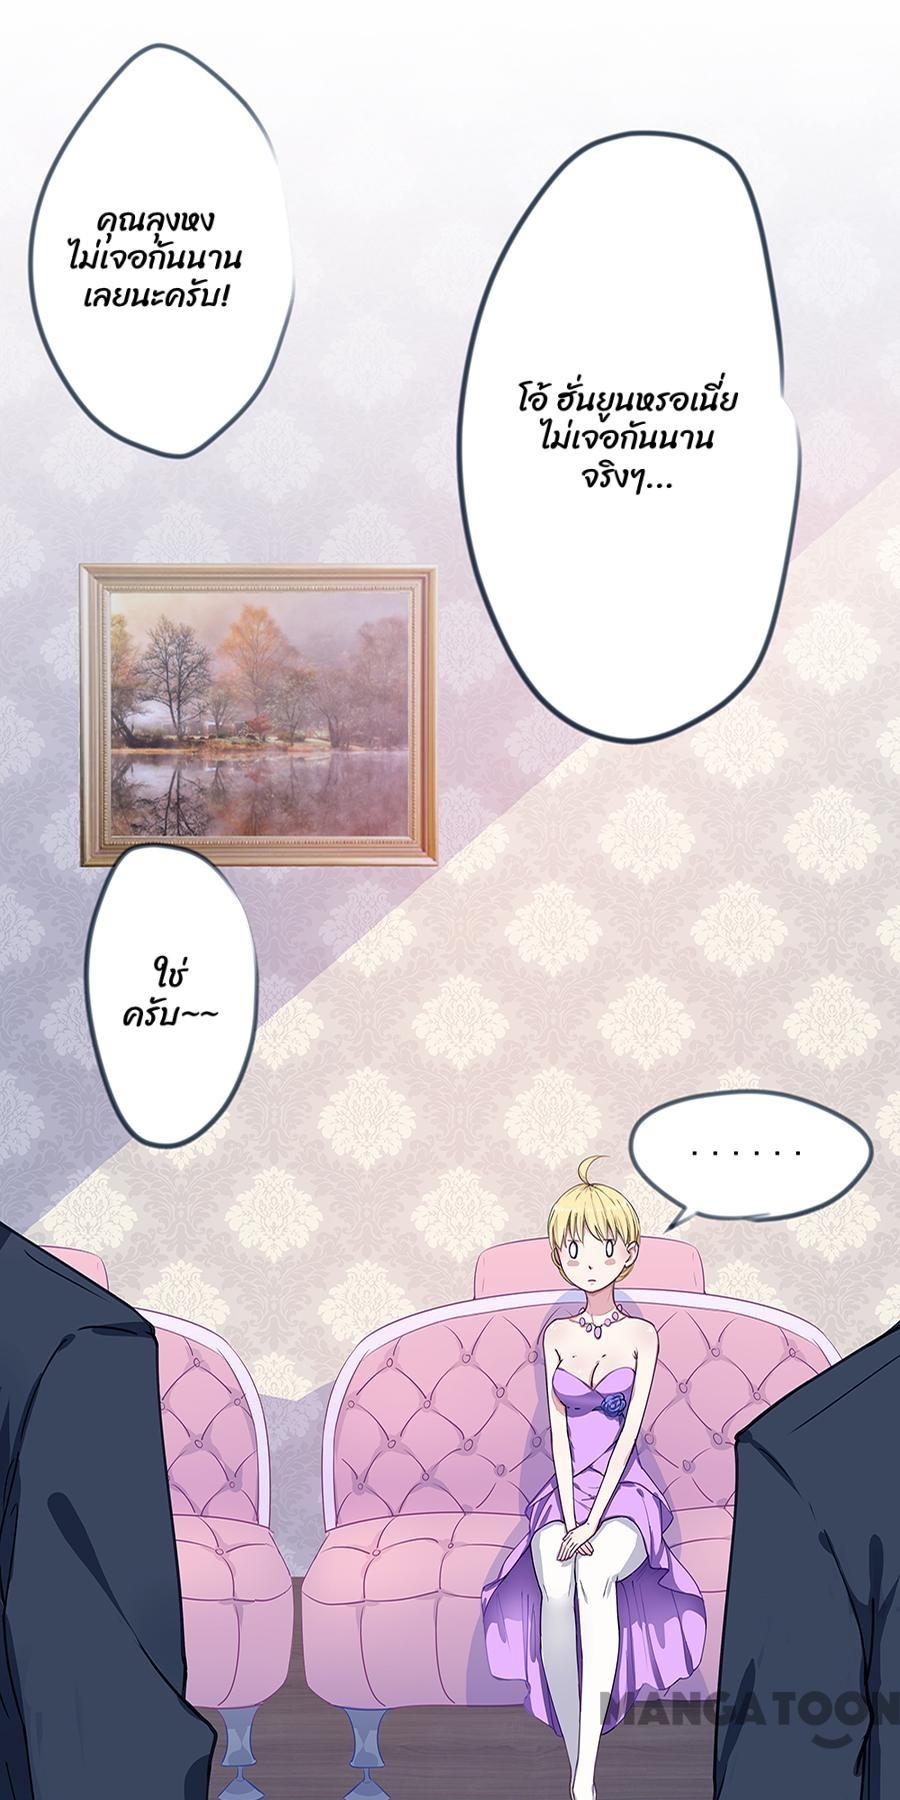 คุณลุงหง
ไม่เจอกันนาน
เลยนะครับ!
โอ้ ฮั่นยูนหรอเนี่ย
ไม่เจอกันนาน
จริงๆ...
ใช่
ครับ~~
......
MANGATOON